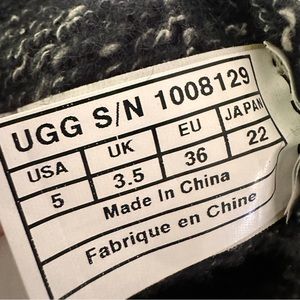 UGG S/N 1008129
USA UK EU JAPAN
5 3.5 36 22
Made In China
Fabrique en Chine